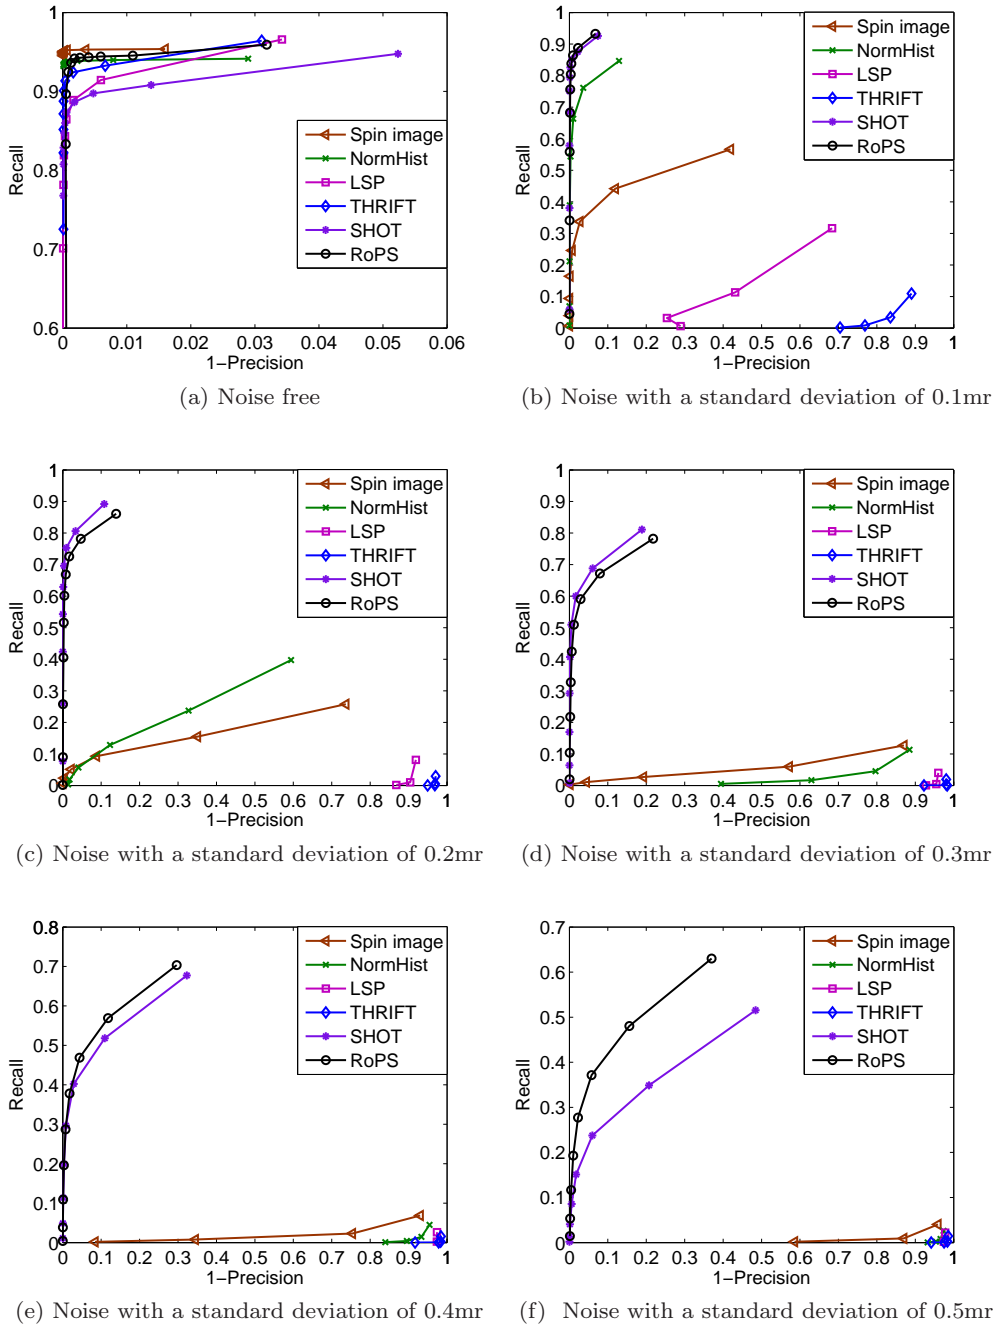 1
0.9
0.8
0.7
0.6
0 0.01 0.02 0.03 0.04 0.05 0.06
Recall
1−Precision
Spin image
NormHist
LSP
THRIFT
SHOT
RoPS
(a) Noise free
1
0.9
0.8
0.7
0.6
0.5
0.4
0.3
0.2
0.1
0
0 0.1 0.2 0.3 0.4 0.5 0.6 0.7 0.8 0.9 1
Recall
1−Precision
Spin image
NormHist
LSP
THRIFT
SHOT
RoPS
(b) Noise with a standard deviation of 0.1mr
1
0.9
0.8
0.7
0.6
0.5
0.4
0.3
0.2
0.1
0
0 0.1 0.2 0.3 0.4 0.5 0.6 0.7 0.8 0.9 1
Recall
1−Precision
Spin image
NormHist
LSP
THRIFT
SHOT
RoPS
(c) Noise with a standard deviation of 0.2mr
1
0.9
0.8
0.7
0.6
0.5
0.4
0.3
0.2
0.1
0
0 0.1 0.2 0.3 0.4 0.5 0.6 0.7 0.8 0.9 1
Recall
1−Precision
Spin image
NormHist
LSP
THRIFT
SHOT
RoPS
(d) Noise with a standard deviation of 0.3mr
0.8
0.7
0.6
0.5
0.4
0.3
0.2
0.1
0
0 0.1 0.2 0.3 0.4 0.5 0.6 0.7 0.8 0.9 1
Recall
1−Precision
Spin image
NormHist
LSP
THRIFT
SHOT
RoPS
(e) Noise with a standard deviation of 0.4mr
0.7
0.6
0.5
0.4
0.3
0.2
0.1
0
0 0.1 0.2 0.3 0.4 0.5 0.6 0.7 0.8 0.9 1
Recall
1−Precision
Spin image
NormHist
LSP
THRIFT
SHOT
RoPS
(f) Noise with a standard deviation of 0.5mr